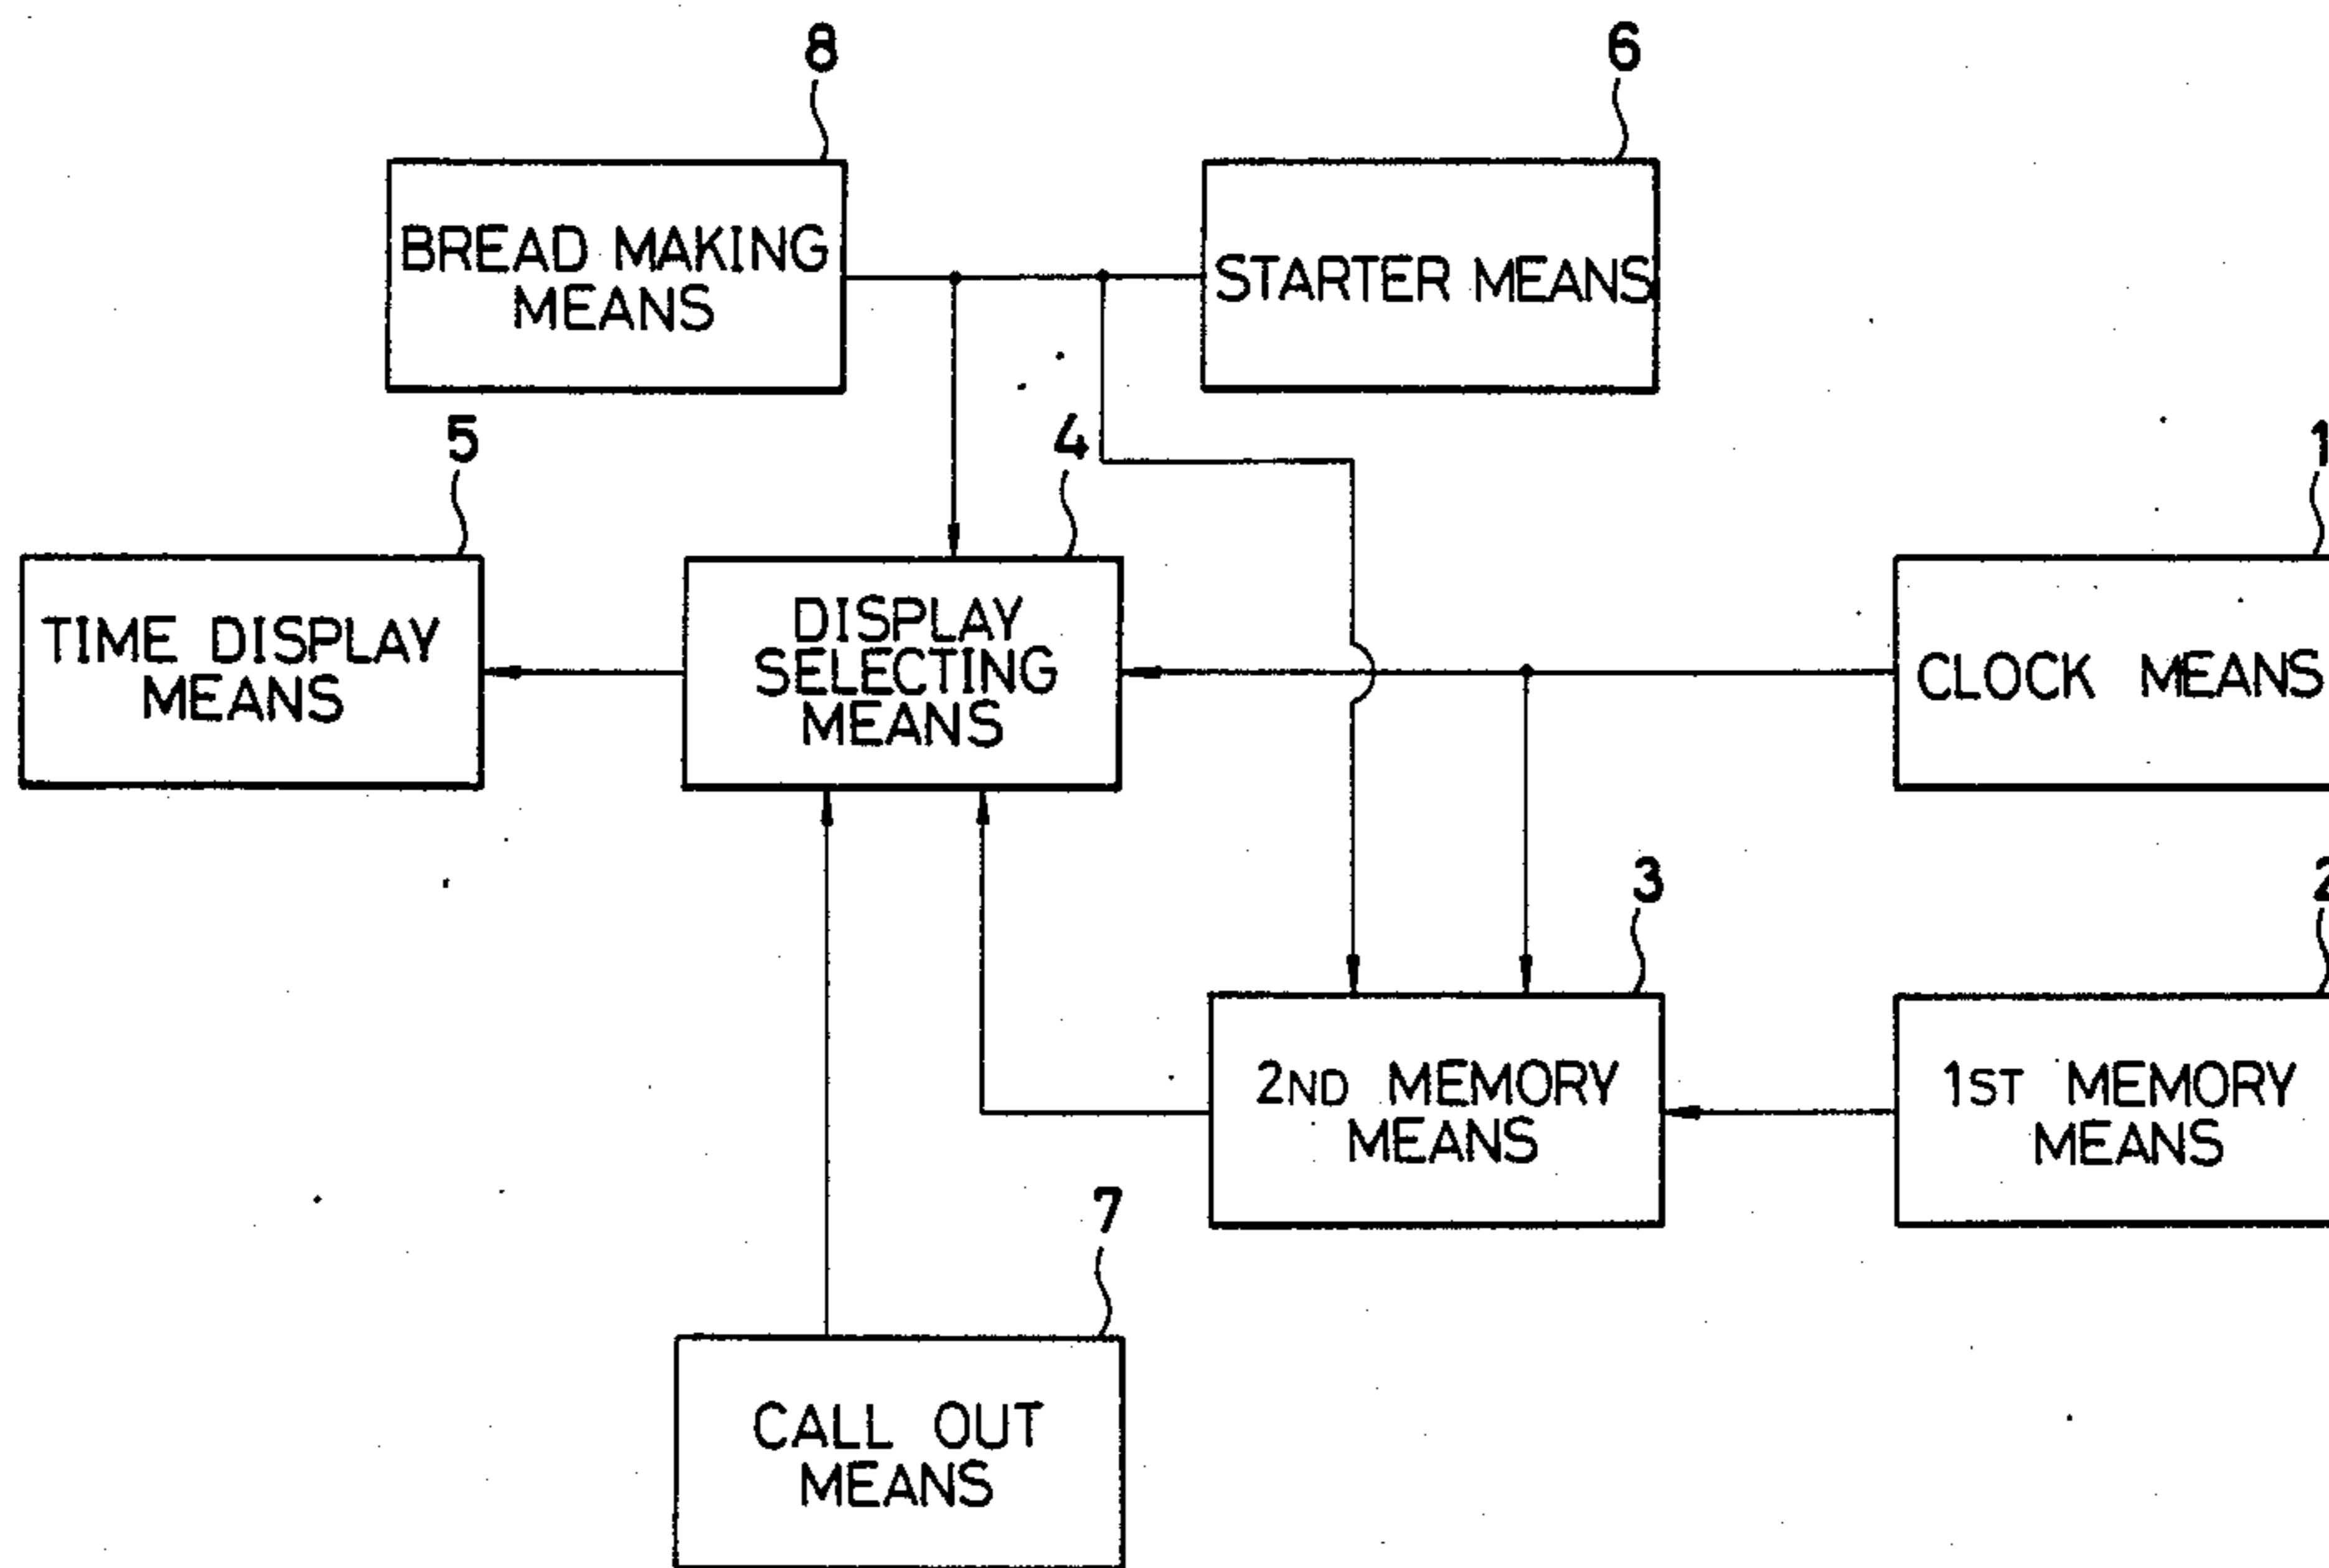 8
6
BREAD MAKING
MEANS
STARTER MEANS
5
4
1
TIME DISPLAY
MEANS
DISPLAY
SELECTING
MEANS
CLOCK MEANS
3
2
2ND MEMORY
MEANS
1ST MEMORY
MEANS
7
CALL OUT
MEANS